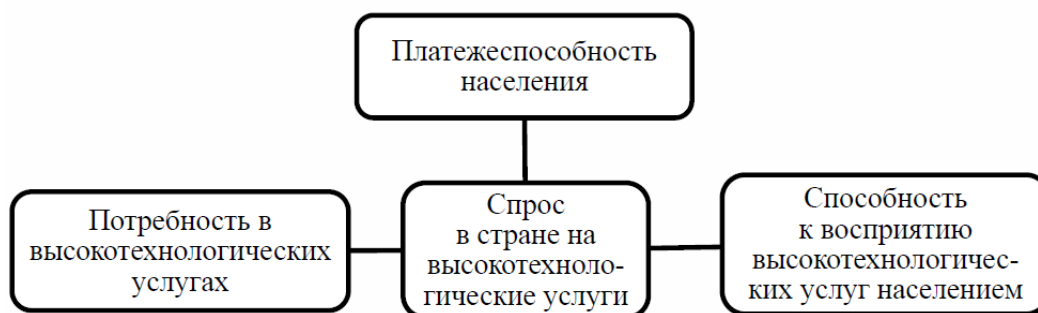 Платежеспособность
населения
Потребность в
высокотехнологических
услугах
Спрос
в стране на
высокотехноло-
гические услуги
Способность
к восприятию
высокотехнологичес-
ких услуг населением